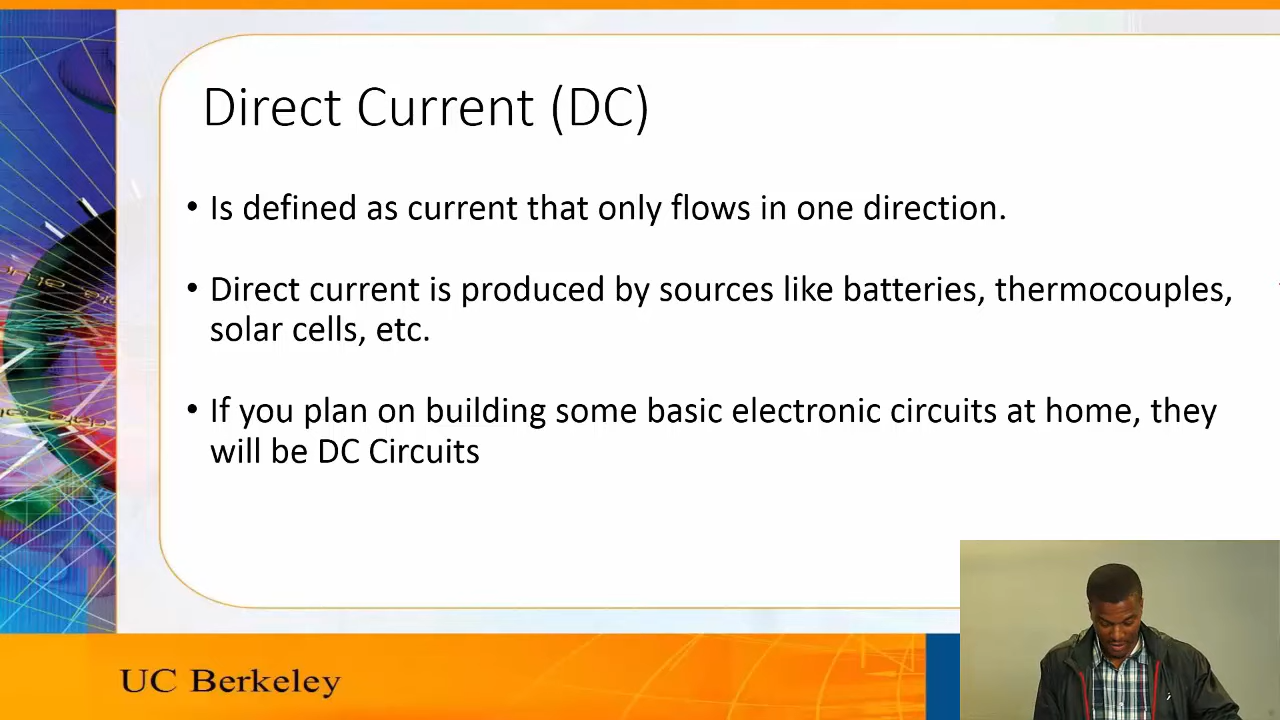 Direct Current (DC)
• Is defined as current that only flows in one direction.
• Direct current is produced by sources like batteries, thermocouples,
solar cells, etc.
• If you plan on building some basic electronic circuits at home, they
will be DC Circuits
UC Berkeley